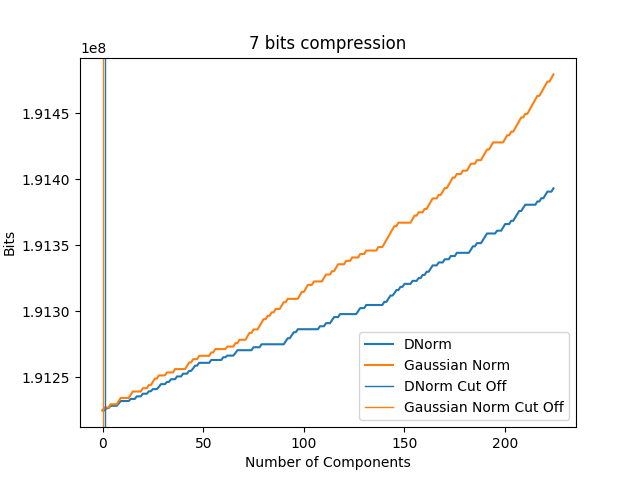 7 bits compression
1e8
1.9145
1.9140
1.9135
1.9130
1.9125
Bits
0 50 100 150 200
Number of Components
DNorm
Gaussian Norm
DNorm Cut Off
Gaussian Norm Cut Off